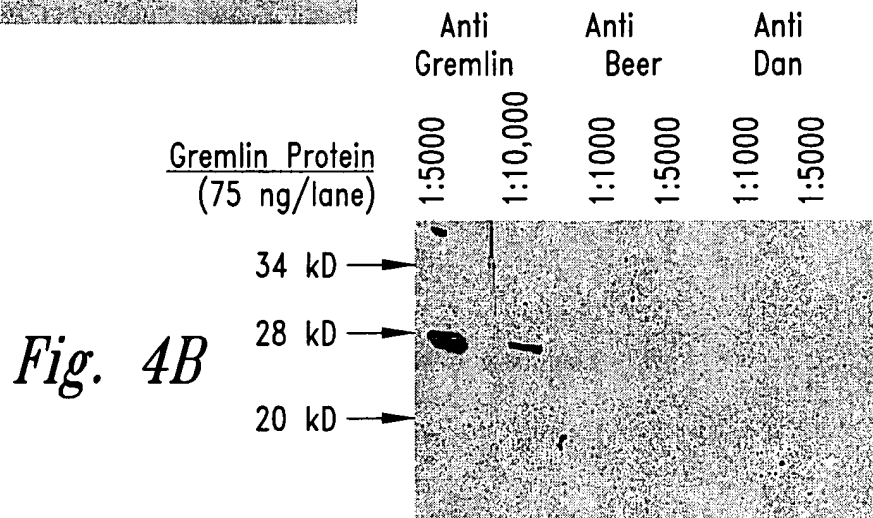 Anti Anti Anti
Gremlin Beer Dan
Gremlin Protein
(75 ng/lane)
1:5000 1:10,000 1:1000 1:5000 1:1000 1:5000
34 kD
28 kD
20 kD
Fig. 4B